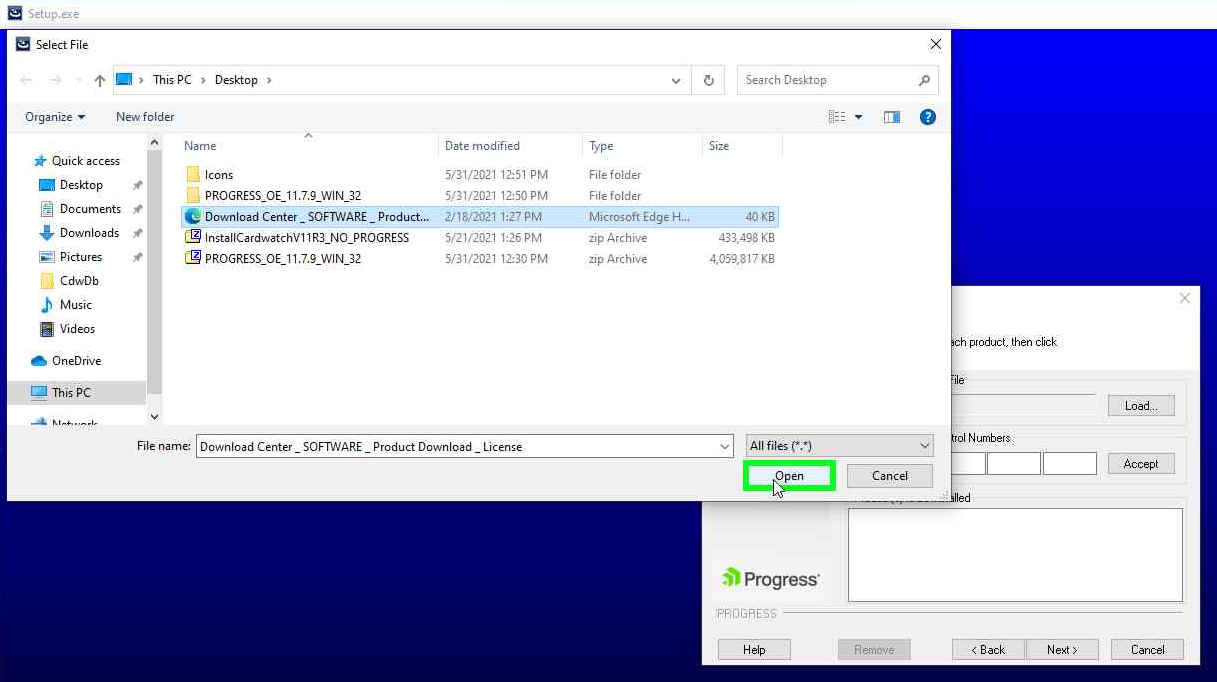 Setup.exe
Select File
This PC > Desktop >
Search Desktop
Organize New folder
Name Date modified Type Size
Quick access
Desktop
Documents
Downloads
Pictures
CdwDb
Music
Videos
OneDrive
This PC
Network
Icons 5/31/2021 12:51 PM File folder
PROGRESS_OE_11.7.9_WIN_32 5/31/2021 12:50 PM File folder
Download Center _ SOFTWARE _ Product... 2/18/2021 1:27 PM Microsoft Edge H... 40 KB
InstallCardwatchV11R3_NO_PROGRESS 5/21/2021 1:26 PM zip Archive 433,498 KB
PROGRESS_OE_11.7.9_WIN_32 5/31/2021 12:30 PM zip Archive 4,059,817 KB
File name: Download Center _ SOFTWARE _ Product Download _ License All files (*.*)
Open Cancel
ach product, then click
File
Load...
trol Numbers
Accept
alled
Progress
PROGRESS
Help Remove < Back Next > Cancel